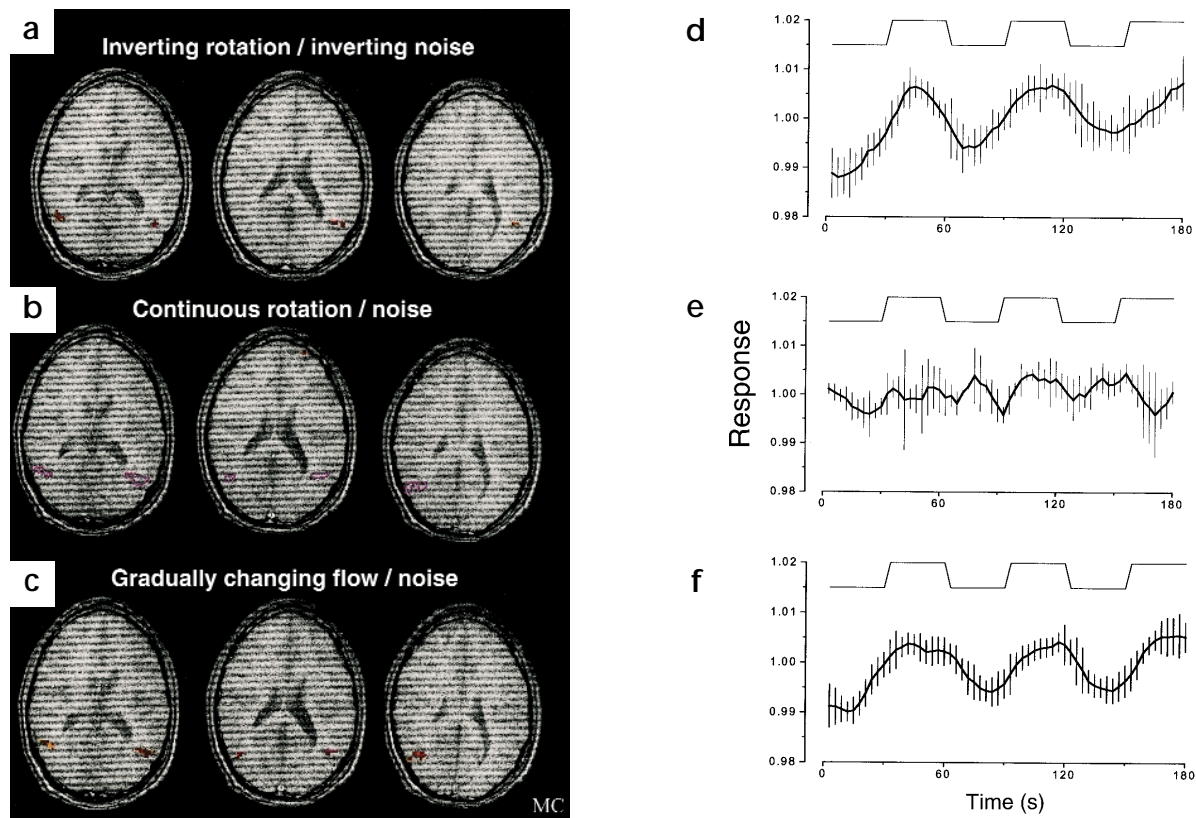 a
Inverting rotation / inverting noise
b
Continuous rotation / noise
c
Gradually changing flow / noise
MC
d
1.02
1.01
1.00
0.99
0.98
0 60 120 180
e
1.02
1.01
1.00
0.99
0.98
0 60 120 180
Response
f
1.02
1.01
1.00
0.99
0.98
0 60 120 180
Time (s)